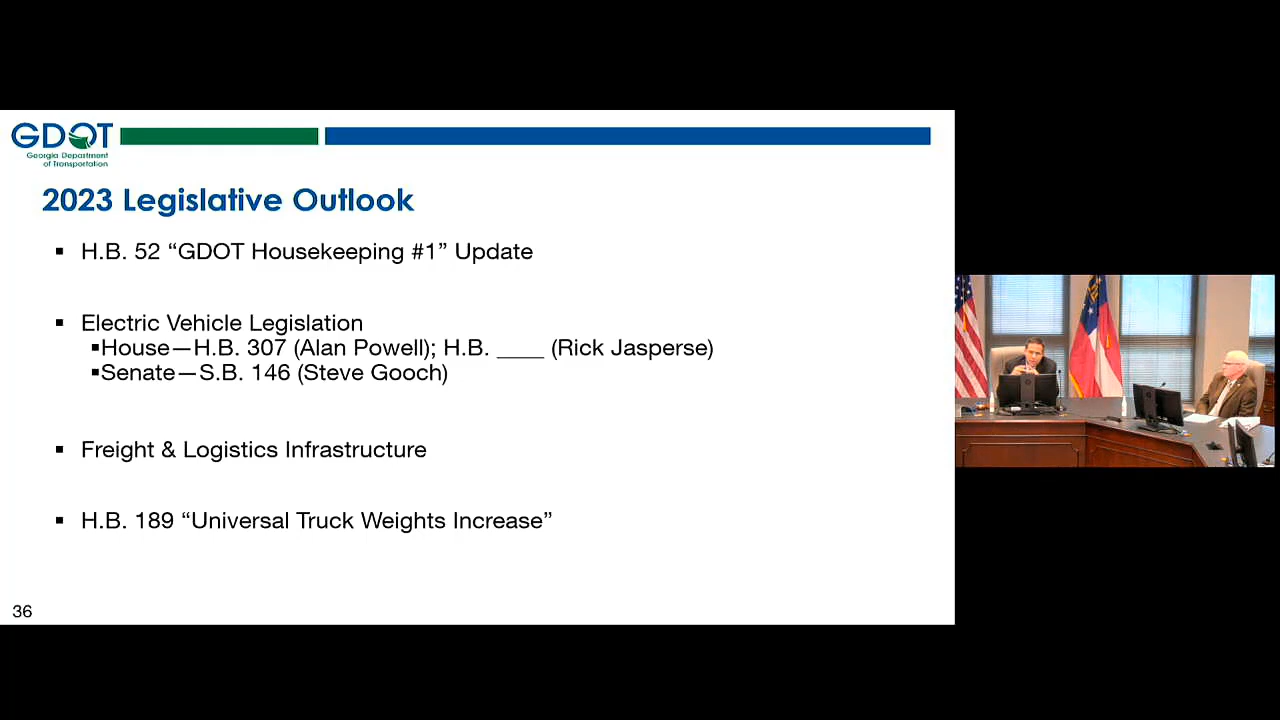 GDOT
Georgia Department
of Transportation
2023 Legislative Outlook
▪ H.B. 52 “GDOT Housekeeping #1” Update
▪ Electric Vehicle Legislation
▪House—H.B. 307 (Alan Powell); H.B. ____ (Rick Jasperse)
▪Senate—S.B. 146 (Steve Gooch)
▪ Freight & Logistics Infrastructure
▪ H.B. 189 “Universal Truck Weights Increase”
36